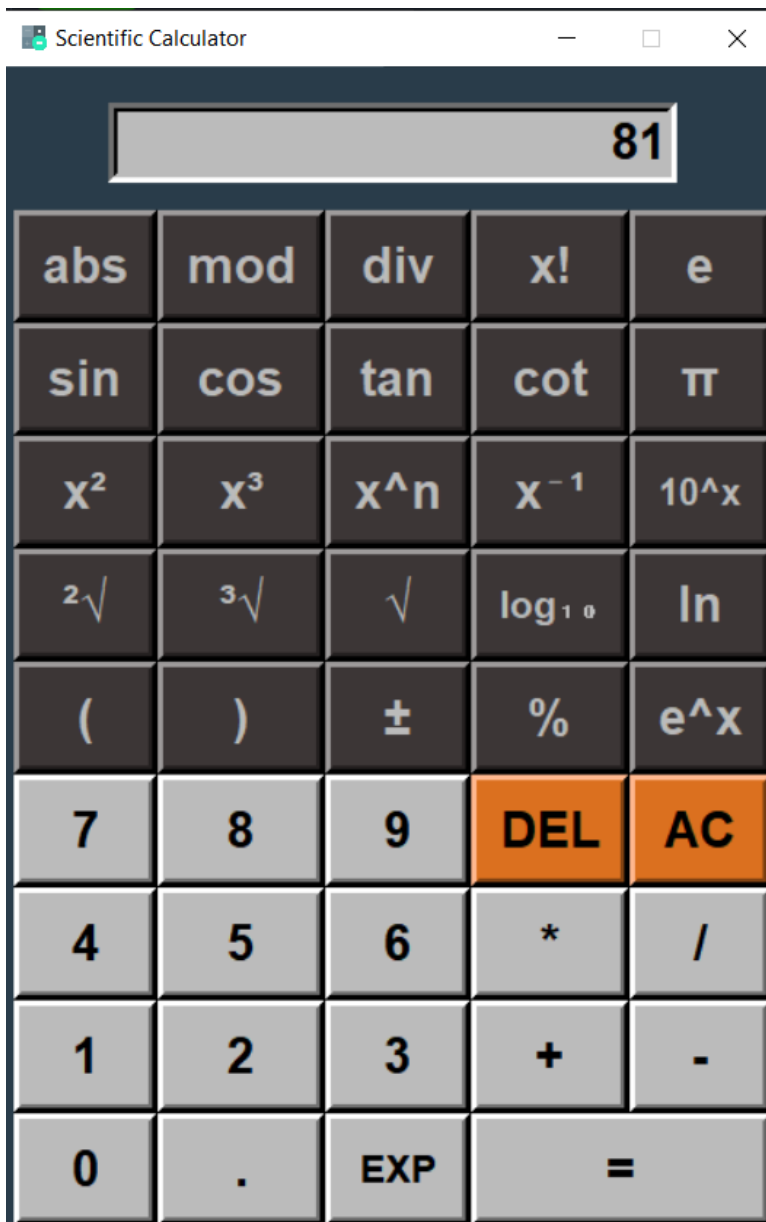 Scientific Calculator
81
abs mod div x! e
sin cos tan cot π
x² x³ x^n x⁻¹ 10^x
²√ ³√ √ log₁₀ ln
( ) ± % e^x
7 8 9 DEL AC
4 5 6 * /
1 2 3 + -
0 . EXP =